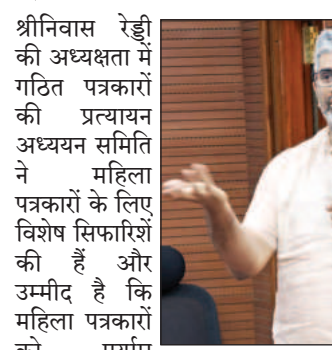 श्रीनिवास रेड्डी
की अध्यक्षता में
गठित पत्रकारों
की प्रत्यायन
अध्ययन समिति
ने महिला
पत्रकारों के लिए
विशेष सिफारिशें
की हैं और
उम्मीद है कि
महिला पत्रकारों